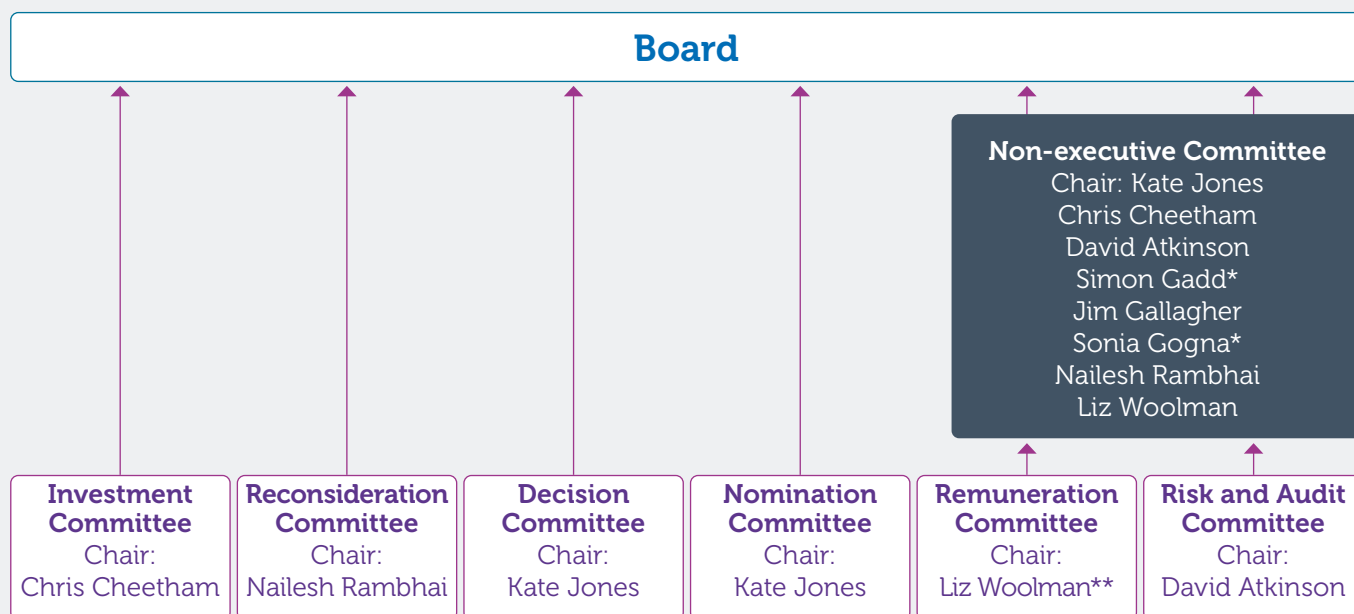 Board
Non-executive Committee
Chair: Kate Jones
Chris Cheetham
David Atkinson
Simon Gadd*
Jim Gallagher
Sonia Gogna*
Nailesh Rambhai
Liz Woolman
Investment
Committee
Chair:
Chris Cheetham
Reconsideration
Committee
Chair:
Nailesh Rambhai
Decision
Committee
Chair:
Kate Jones
Nomination
Committee
Chair:
Kate Jones
Remuneration
Committee
Chair:
Liz Woolman**
Risk and Audit
Committee
Chair:
David Atkinson